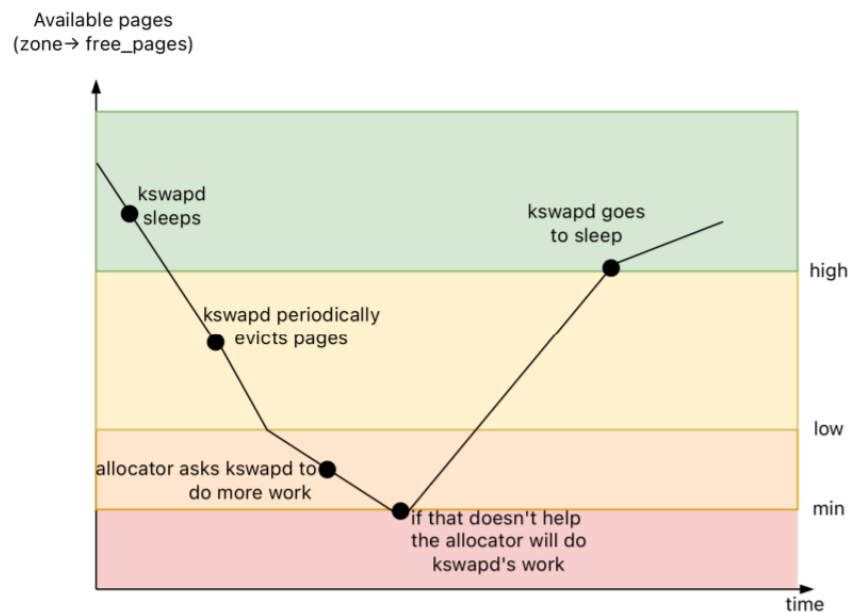 Available pages
(zone→ free_pages)
kswapd
sleeps
kswapd goes
to sleep
high
kswapd periodically
evicts pages
low
allocator asks kswapd to
do more work
min
if that doesn't help
the allocator will do
kswapd's work
time